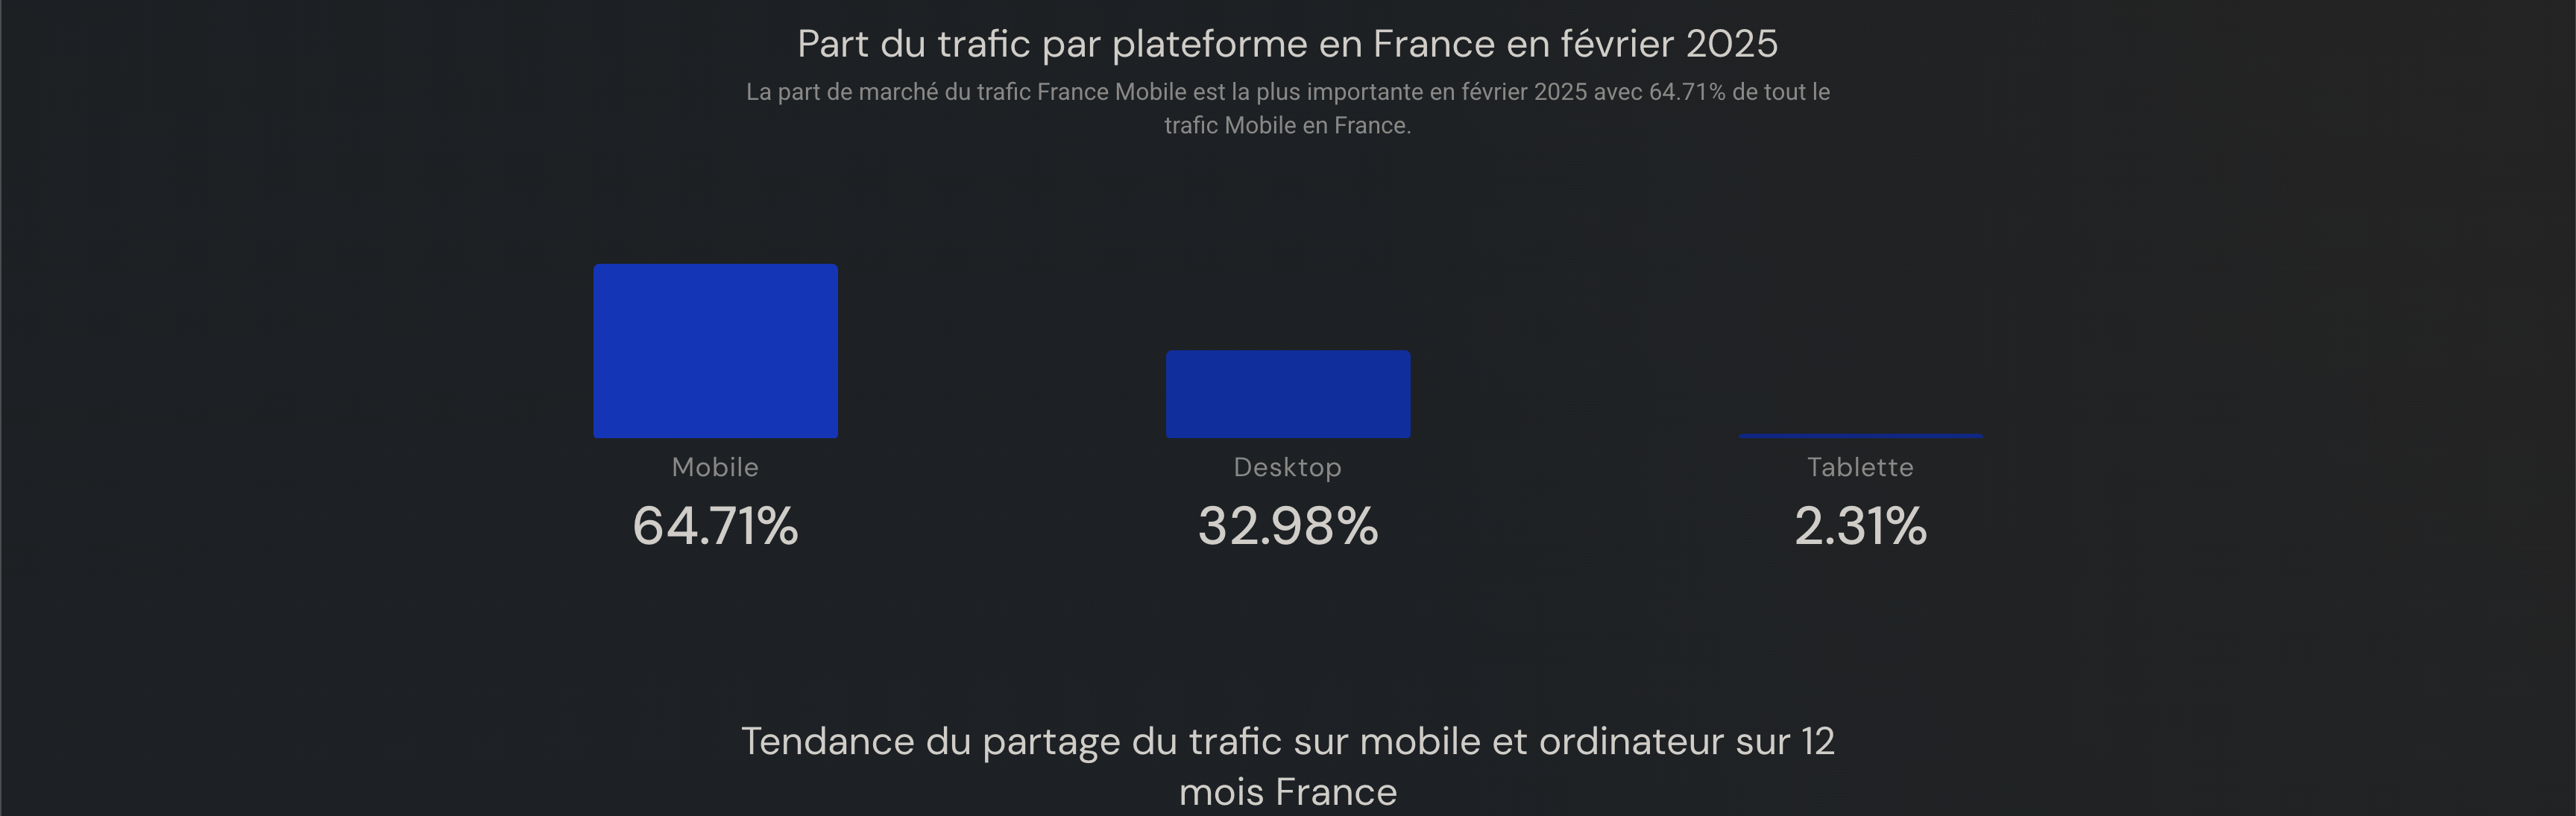 Part du trafic par plateforme en France en février 2025
La part de marché du trafic France Mobile est la plus importante en février 2025 avec 64.71% de tout le
trafic Mobile en France.
Mobile
64.71%
Desktop
32.98%
Tablette
2.31%
Tendance du partage du trafic sur mobile et ordinateur sur 12
mois France